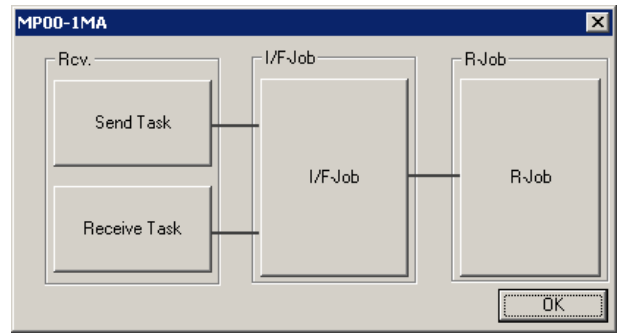 MP00-1MA
Rcv.
I/F-Job
R-Job
Send Task
I/F-Job
R-Job
Receive Task
OK